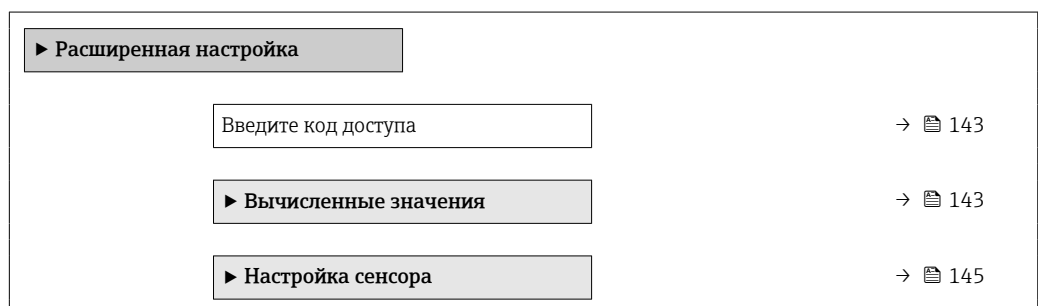 ▶ Расширенная настройка
Введите код доступа → 🖹 143
▶ Вычисленные значения → 🖹 143
▶ Настройка сенсора → 🖹 145